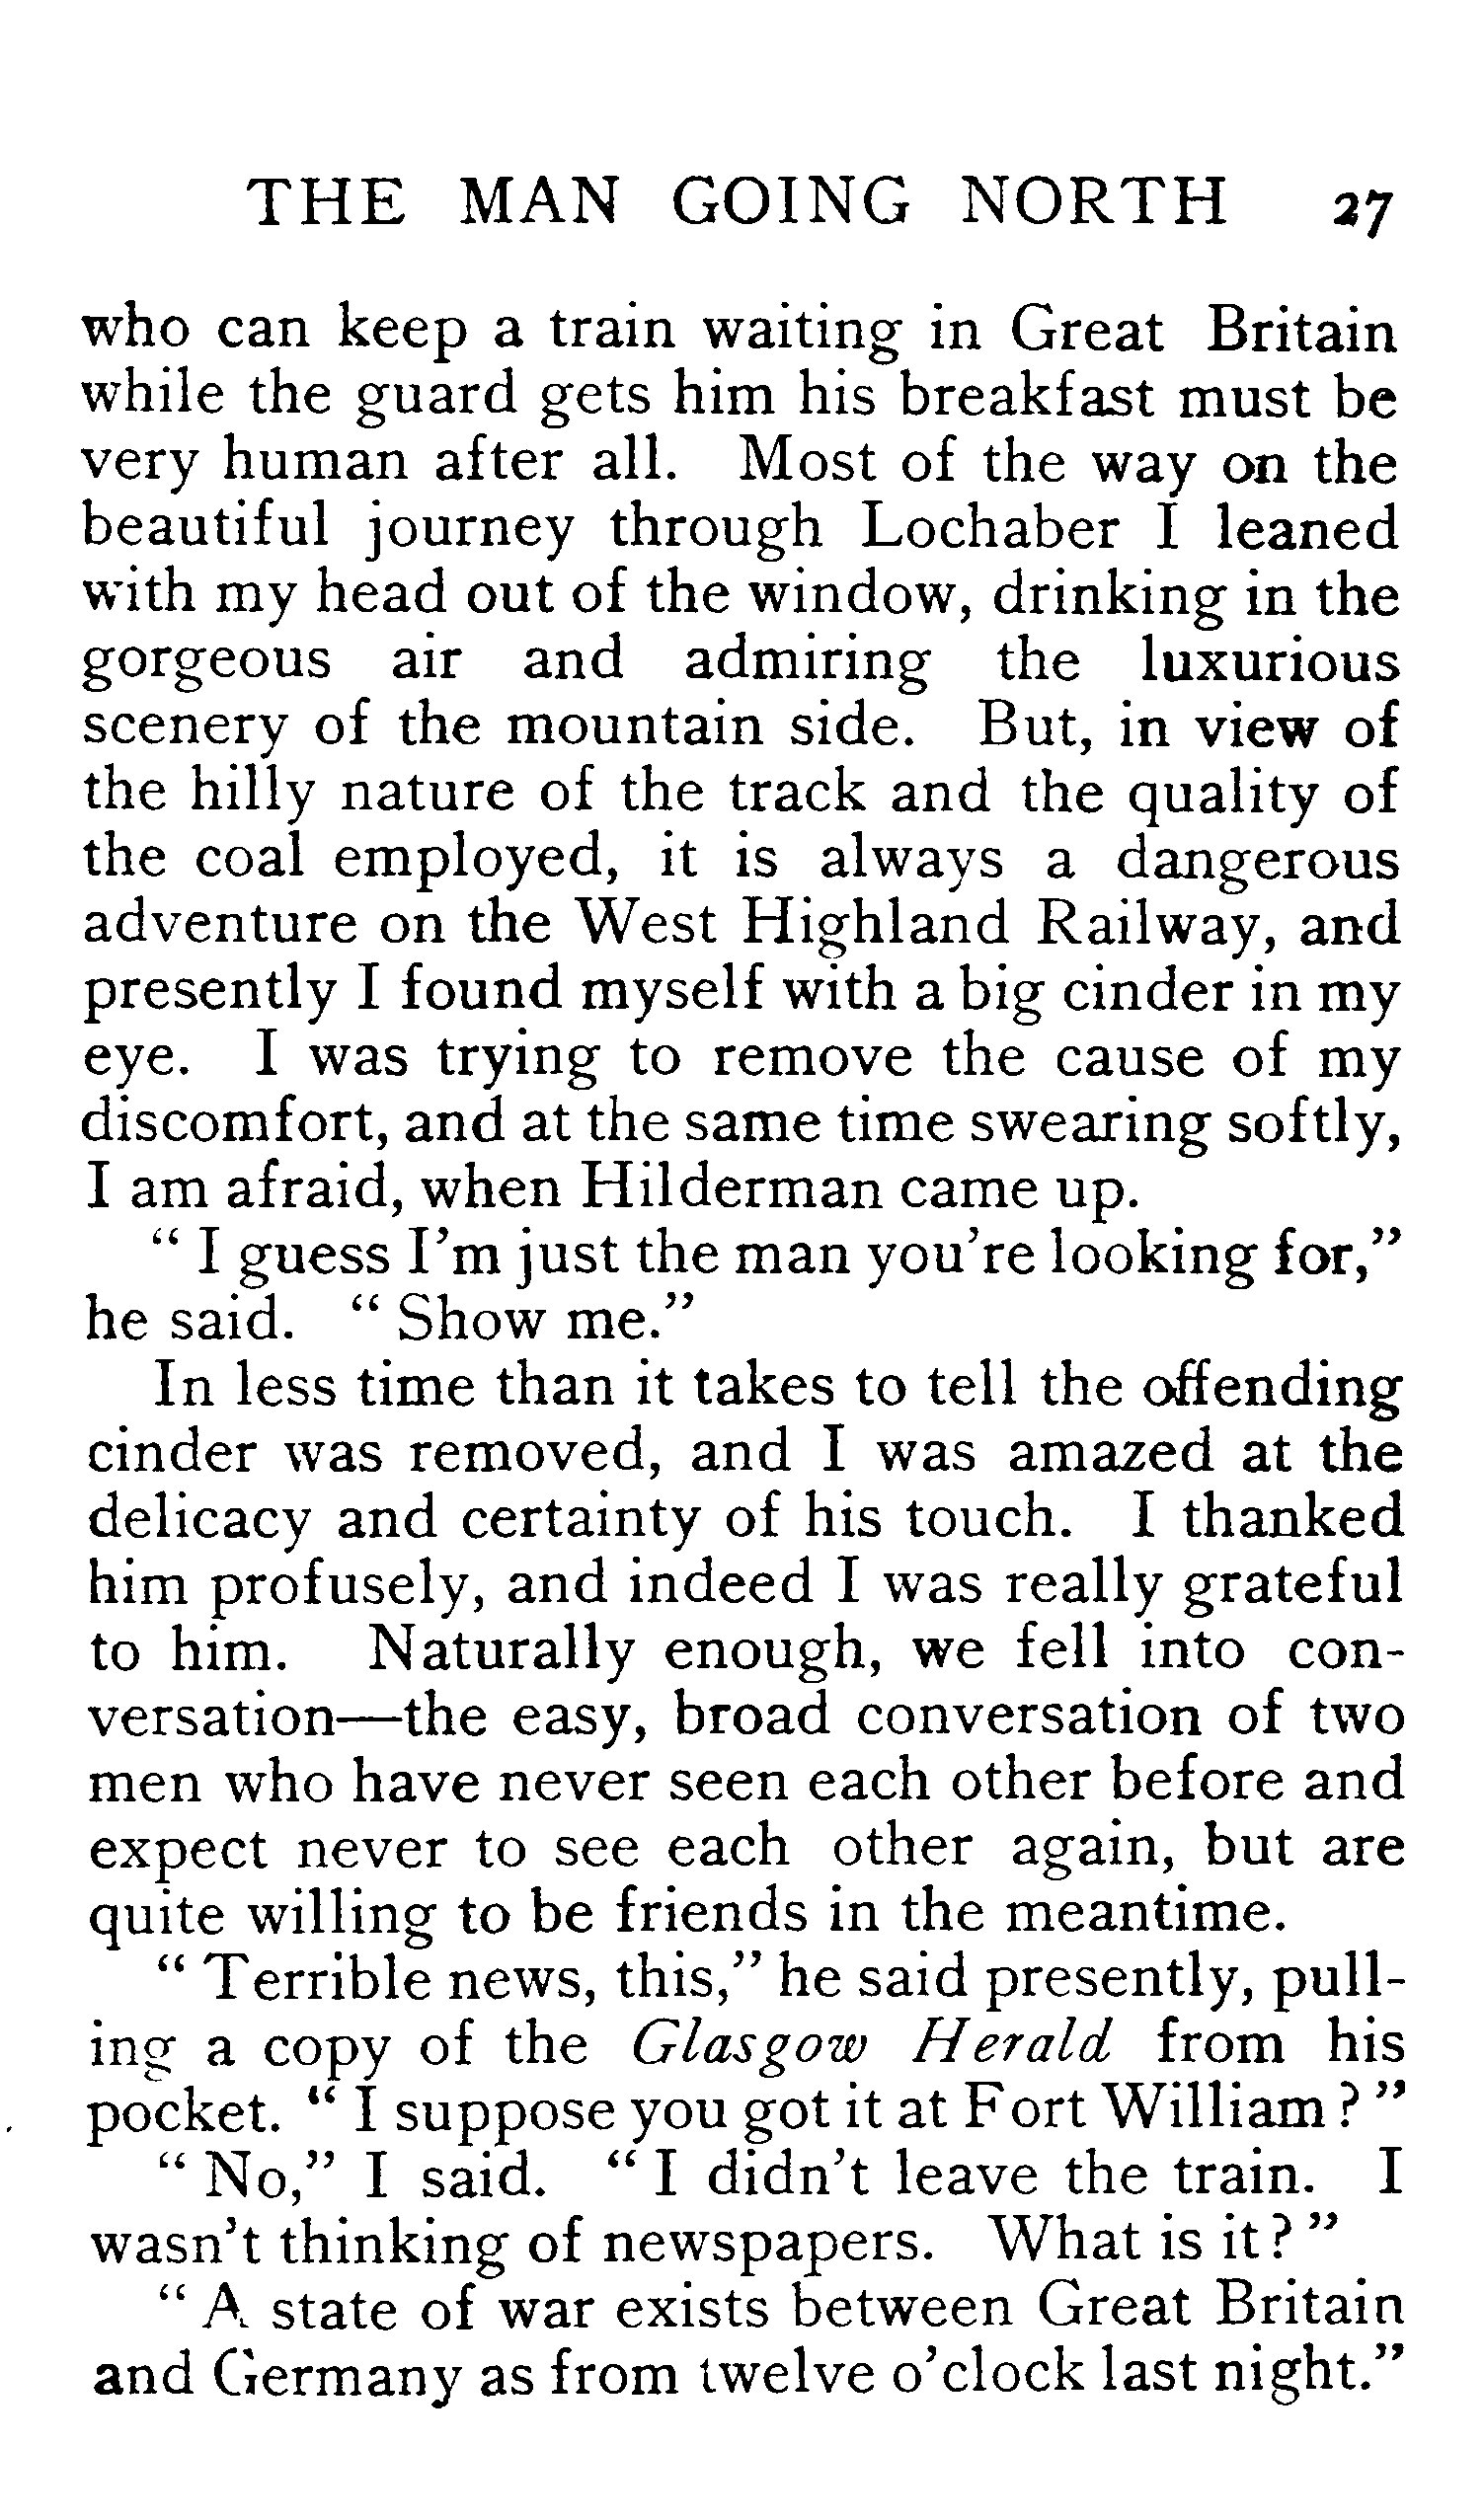 THE MAN GOING NORTH 27
who can keep a train waiting in Great Britain
while the guard gets him his breakfast must be
very human after all. Most of the way on the
beautiful journey through Lochaber I leaned
with my head out of the window, drinking in the
gorgeous air and admiring the luxurious
scenery of the mountain side. But, in view of
the hilly nature of the track and the quality of
the coal employed, it is always a dangerous
adventure on the West Highland Railway, and
presently I found myself with a big cinder in my
eye. I was trying to remove the cause of my
discomfort, and at the same time swearing softly,
I am afraid, when Hilderman came up.
" I guess I'm just the man you're looking for,"
he said. " Show me."
In less time than it takes to tell the offending
cinder was removed, and I was amazed at the
delicacy and certainty of his touch. I thanked
him profusely, and indeed I was really grateful
to him. Naturally enough, we fell into con-
versation—the easy, broad conversation of two
men who have never seen each other before and
expect never to see each other again, but are
quite willing to be friends in the meantime.
" Terrible news, this," he said presently, pull-
ing a copy of the Glasgow Herald from his
pocket. " I suppose you got it at Fort William ? "
" No," I said. " I didn't leave the train. I
wasn't thinking of newspapers. What is it ? "
" A state of war exists between Great Britain
and Germany as from twelve o'clock last night."